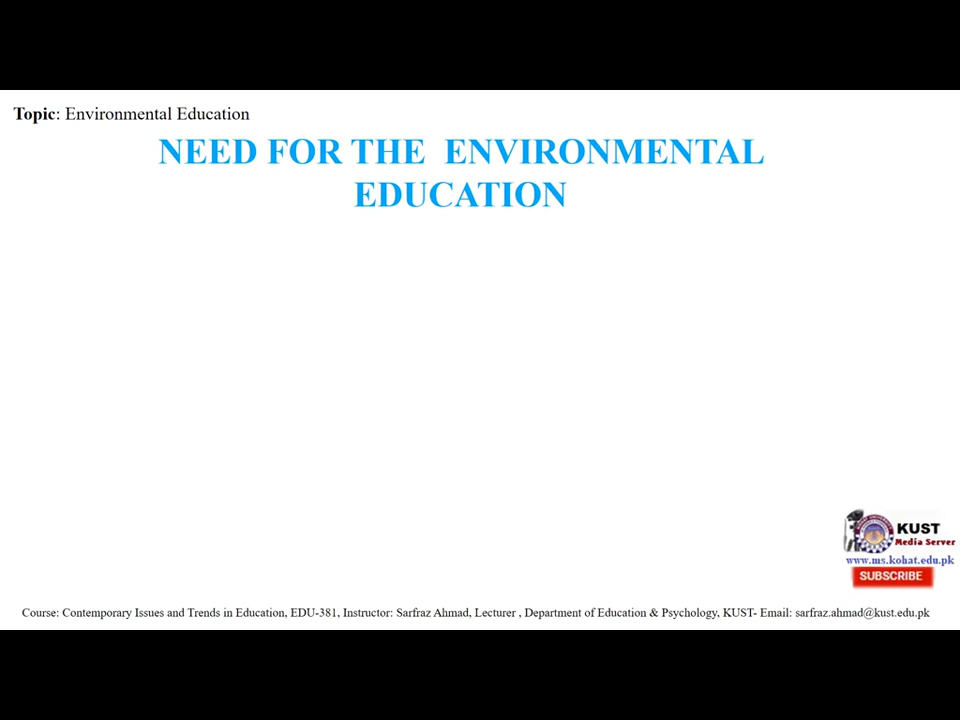 Topic: Environmental Education
NEED FOR THE ENVIRONMENTAL
EDUCATION
KUST
Media Server
www.ms.kohat.edu.pk
SUBSCRIBE
Course: Contemporary Issues and Trends in Education, EDU-381, Instructor: Sarfraz Ahmad, Lecturer , Department of Education & Psychology, KUST- Email: sarfraz.ahmad@kust.edu.pk